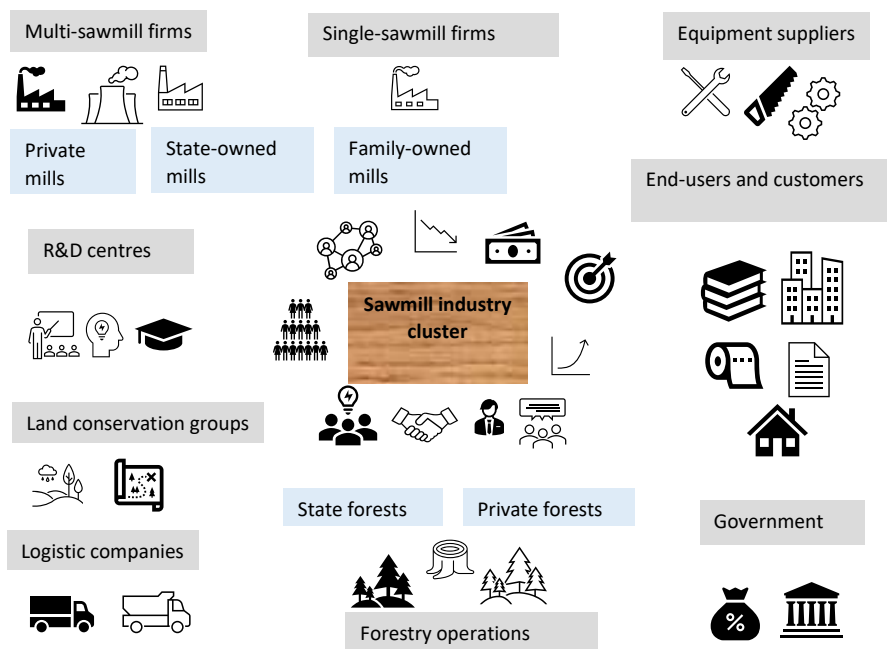 Multi-sawmill firms
Single-sawmill firms
Equipment suppliers
Private
mills
State-owned
mills
Family-owned
mills
End-users and customers
R&D centres
Sawmill industry
cluster
Land conservation groups
State forests
Private forests
Government
Logistic companies
%
Forestry operations